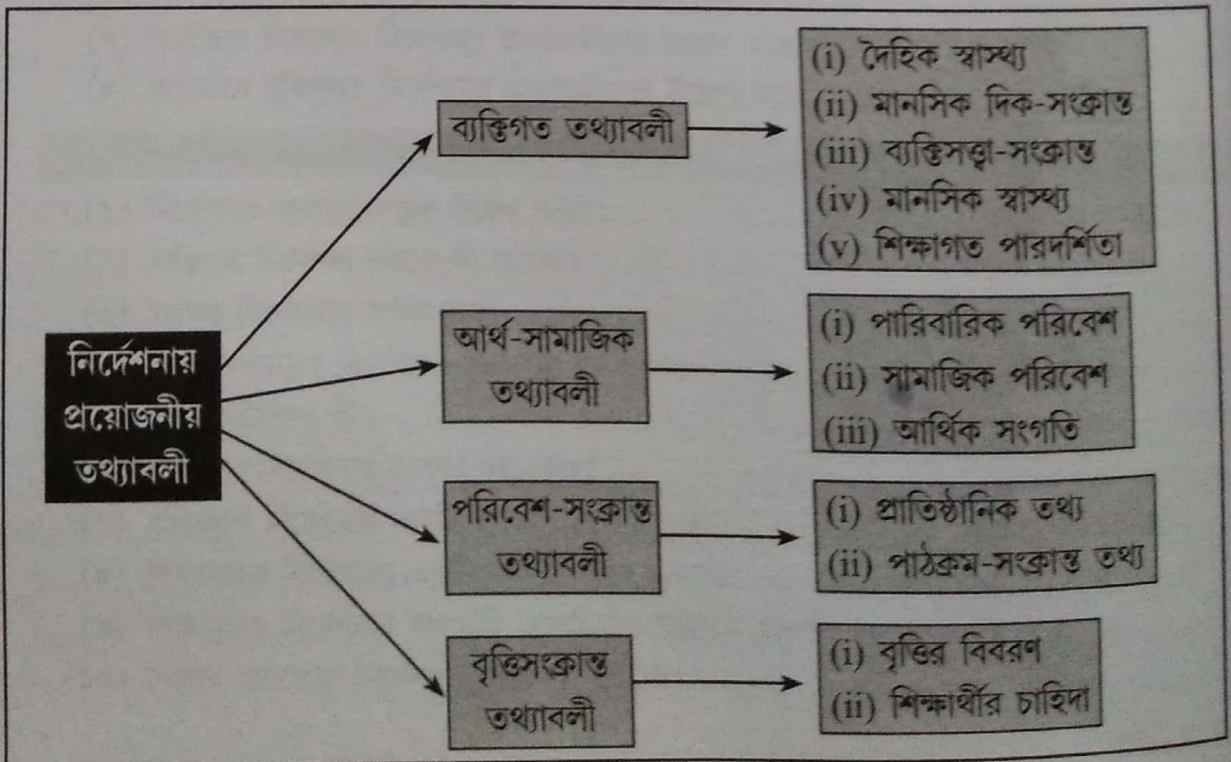 নির্দেশনায়
প্রয়োজনীয়
তথ্যাবলী
ব্যক্তিগত তথ্যাবলী
(i) দৈহিক স্বাস্থ্য
(ii) মানসিক দিক-সংক্রান্ত
(iii) ব্যক্তিসত্ত্বা-সংক্রান্ত
(iv) মানসিক স্বাস্থ্য
(v) শিক্ষাগত পারদর্শিতা
আর্থ-সামাজিক
তথ্যাবলী
(i) পারিবারিক পরিবেশ
(ii) সামাজিক পরিবেশ
(iii) আর্থিক সংগতি
পরিবেশ-সংক্রান্ত
তথ্যাবলী
(i) প্রাতিষ্ঠানিক তথ্য
(ii) পাঠক্রম-সংক্রান্ত তথ্য
বৃত্তিসংক্রান্ত
তথ্যাবলী
(i) বৃত্তির বিবরণ
(ii) শিক্ষার্থীর চাহিদা